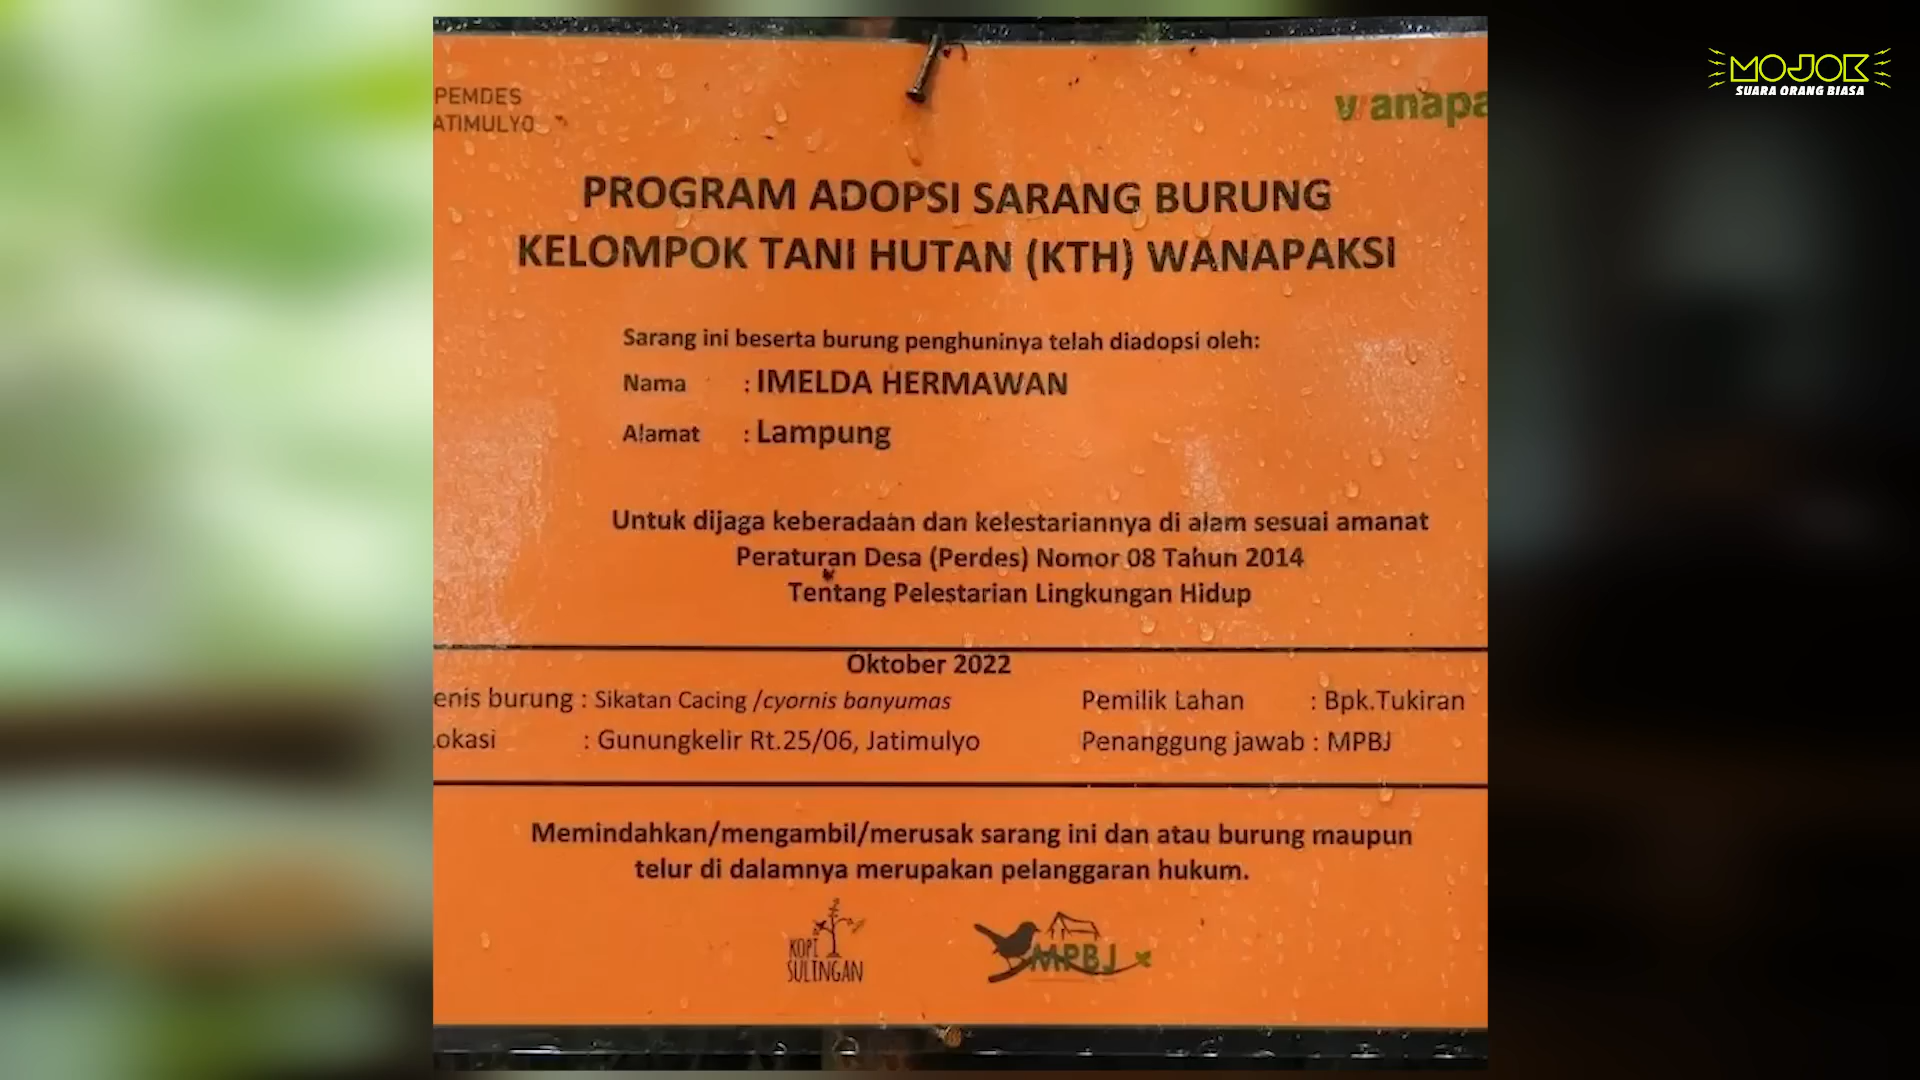 MOJOK
SUARA ORANG BIASA
PEMDES
ATIMULYO
wanapa
PROGRAM ADOPSI SARANG BURUNG
KELOMPOK TANI HUTAN (KTH) WANAPAKSI
Sarang ini beserta burung penghuninya telah diadopsi oleh:
Nama : IMELDA HERMAWAN
Alamat : Lampung
Untuk dijaga keberadaan dan kelestariannya di alam sesuai amanat
Peraturan Desa (Perdes) Nomor 08 Tahun 2014
Tentang Pelestarian Lingkungan Hidup
Oktober 2022
enis burung : Sikatan Cacing /cyornis banyumas Pemilik Lahan : Bpk.Tukiran
okasi : Gunungkelir Rt.25/06, Jatimulyo Penanggung jawab : MPBJ
Memindahkan/mengambil/merusak sarang ini dan atau burung maupun
telur di dalamnya merupakan pelanggaran hukum.
KOPI
SULINGAN
MPBJ